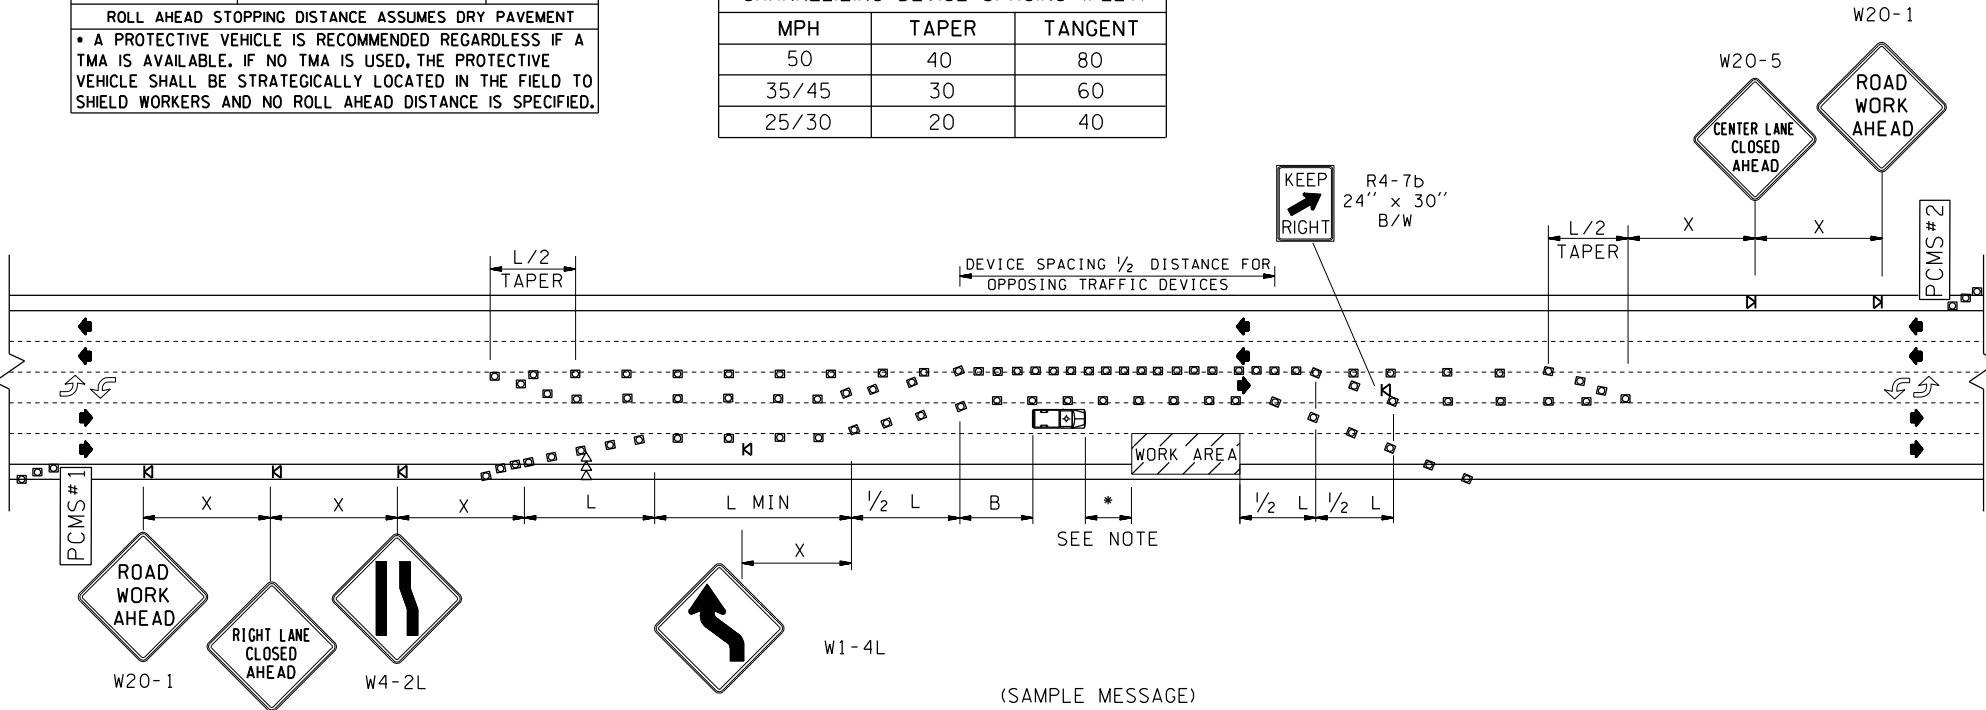 ROLL AHEAD STOPPING DISTANCE ASSUMES DRY PAVEMENT
* A PROTECTIVE VEHICLE IS RECOMMENDED REGARDLESS IF A
TMA IS AVAILABLE. IF NO TMA IS USED, THE PROTECTIVE
VEHICLE SHALL BE STRATEGICALLY LOCATED IN THE FIELD TO
SHIELD WORKERS AND NO ROLL AHEAD DISTANCE IS SPECIFIED.
MPH TAPER TANGENT
50 40 80
35/45 30 60
25/30 20 40
W20-1
W20-5
ROAD
WORK
AHEAD
CENTER LANE
CLOSED
AHEAD
KEEP
RIGHT
R4-7b
24" x 30"
B/W
L/2
TAPER
DEVICE SPACING 1/2 DISTANCE FOR
OPPOSING TRAFFIC DEVICES
L/2
TAPER
X
X
PCMS#2
WORK AREA
PCMS#1
X
X
X
L
L MIN
1/2 L
B
*
1/2 L
1/2 L
SEE NOTE
X
ROAD
WORK
AHEAD
W20-1
RIGHT LANE
CLOSED
AHEAD
W4-2L
W1-4L
(SAMPLE MESSAGE)